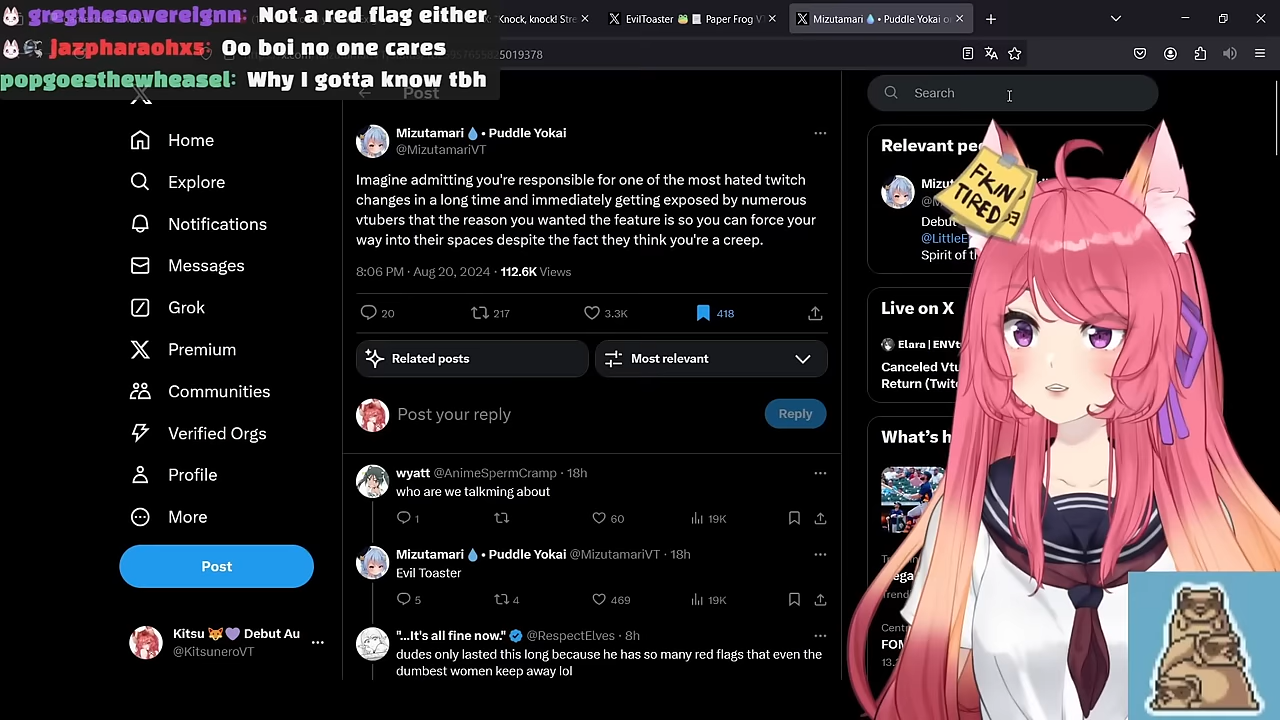 gregthesovereignn: Not a red flag either
jazpharaohxs: Oo boi no one cares
popgoesthewheasel: Why I gotta know tbh
Knock, knock! Stre
EvilToaster 🐸 📃 Paper Frog V
Mizutamari 💧• Puddle Yokai o
5019378
Post
Search
Home
Explore
Notifications
Messages
Grok
Premium
Communities
Verified Orgs
Profile
More
Post
Kitsu 🦊💜 Debut Au
@KitsuneroVT
Mizutamari 💧• Puddle Yokai
@MizutamariVT
Imagine admitting you're responsible for one of the most hated twitch
changes in a long time and immediately getting exposed by numerous
vtubers that the reason you wanted the feature is so you can force your
way into their spaces despite the fact they think you're a creep.
8:06 PM · Aug 20, 2024 · 112.6K Views
20 217 3.3K 418
Related posts
Most relevant
Post your reply
Reply
wyatt @AnimeSpermCramp · 18h
who are we talkming about
1 60 19K
Mizutamari 💧• Puddle Yokai @MizutamariVT · 18h
Evil Toaster
5 4 469 19K
"...It's all fine now." @RespectElves · 8h
dudes only lasted this long because he has so many red flags that even the
dumbest women keep away lol
Relevant pe
Mizut
Debut
@LittleE
Spirit of t
Live on X
Elara | ENVt
Canceled Vtu
Return (Twit
What's h
FKIN
TIRED